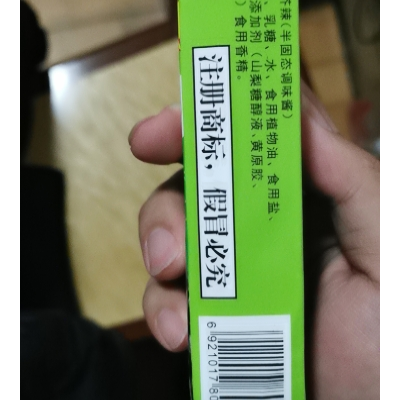 芥辣(半固态调味酱)
、乳糖、水、食用植物油、食用盐、
添加剂(山梨糖醇液、黄原胶、
)食用香精。
注册商标，假冒必究
6 921017 80